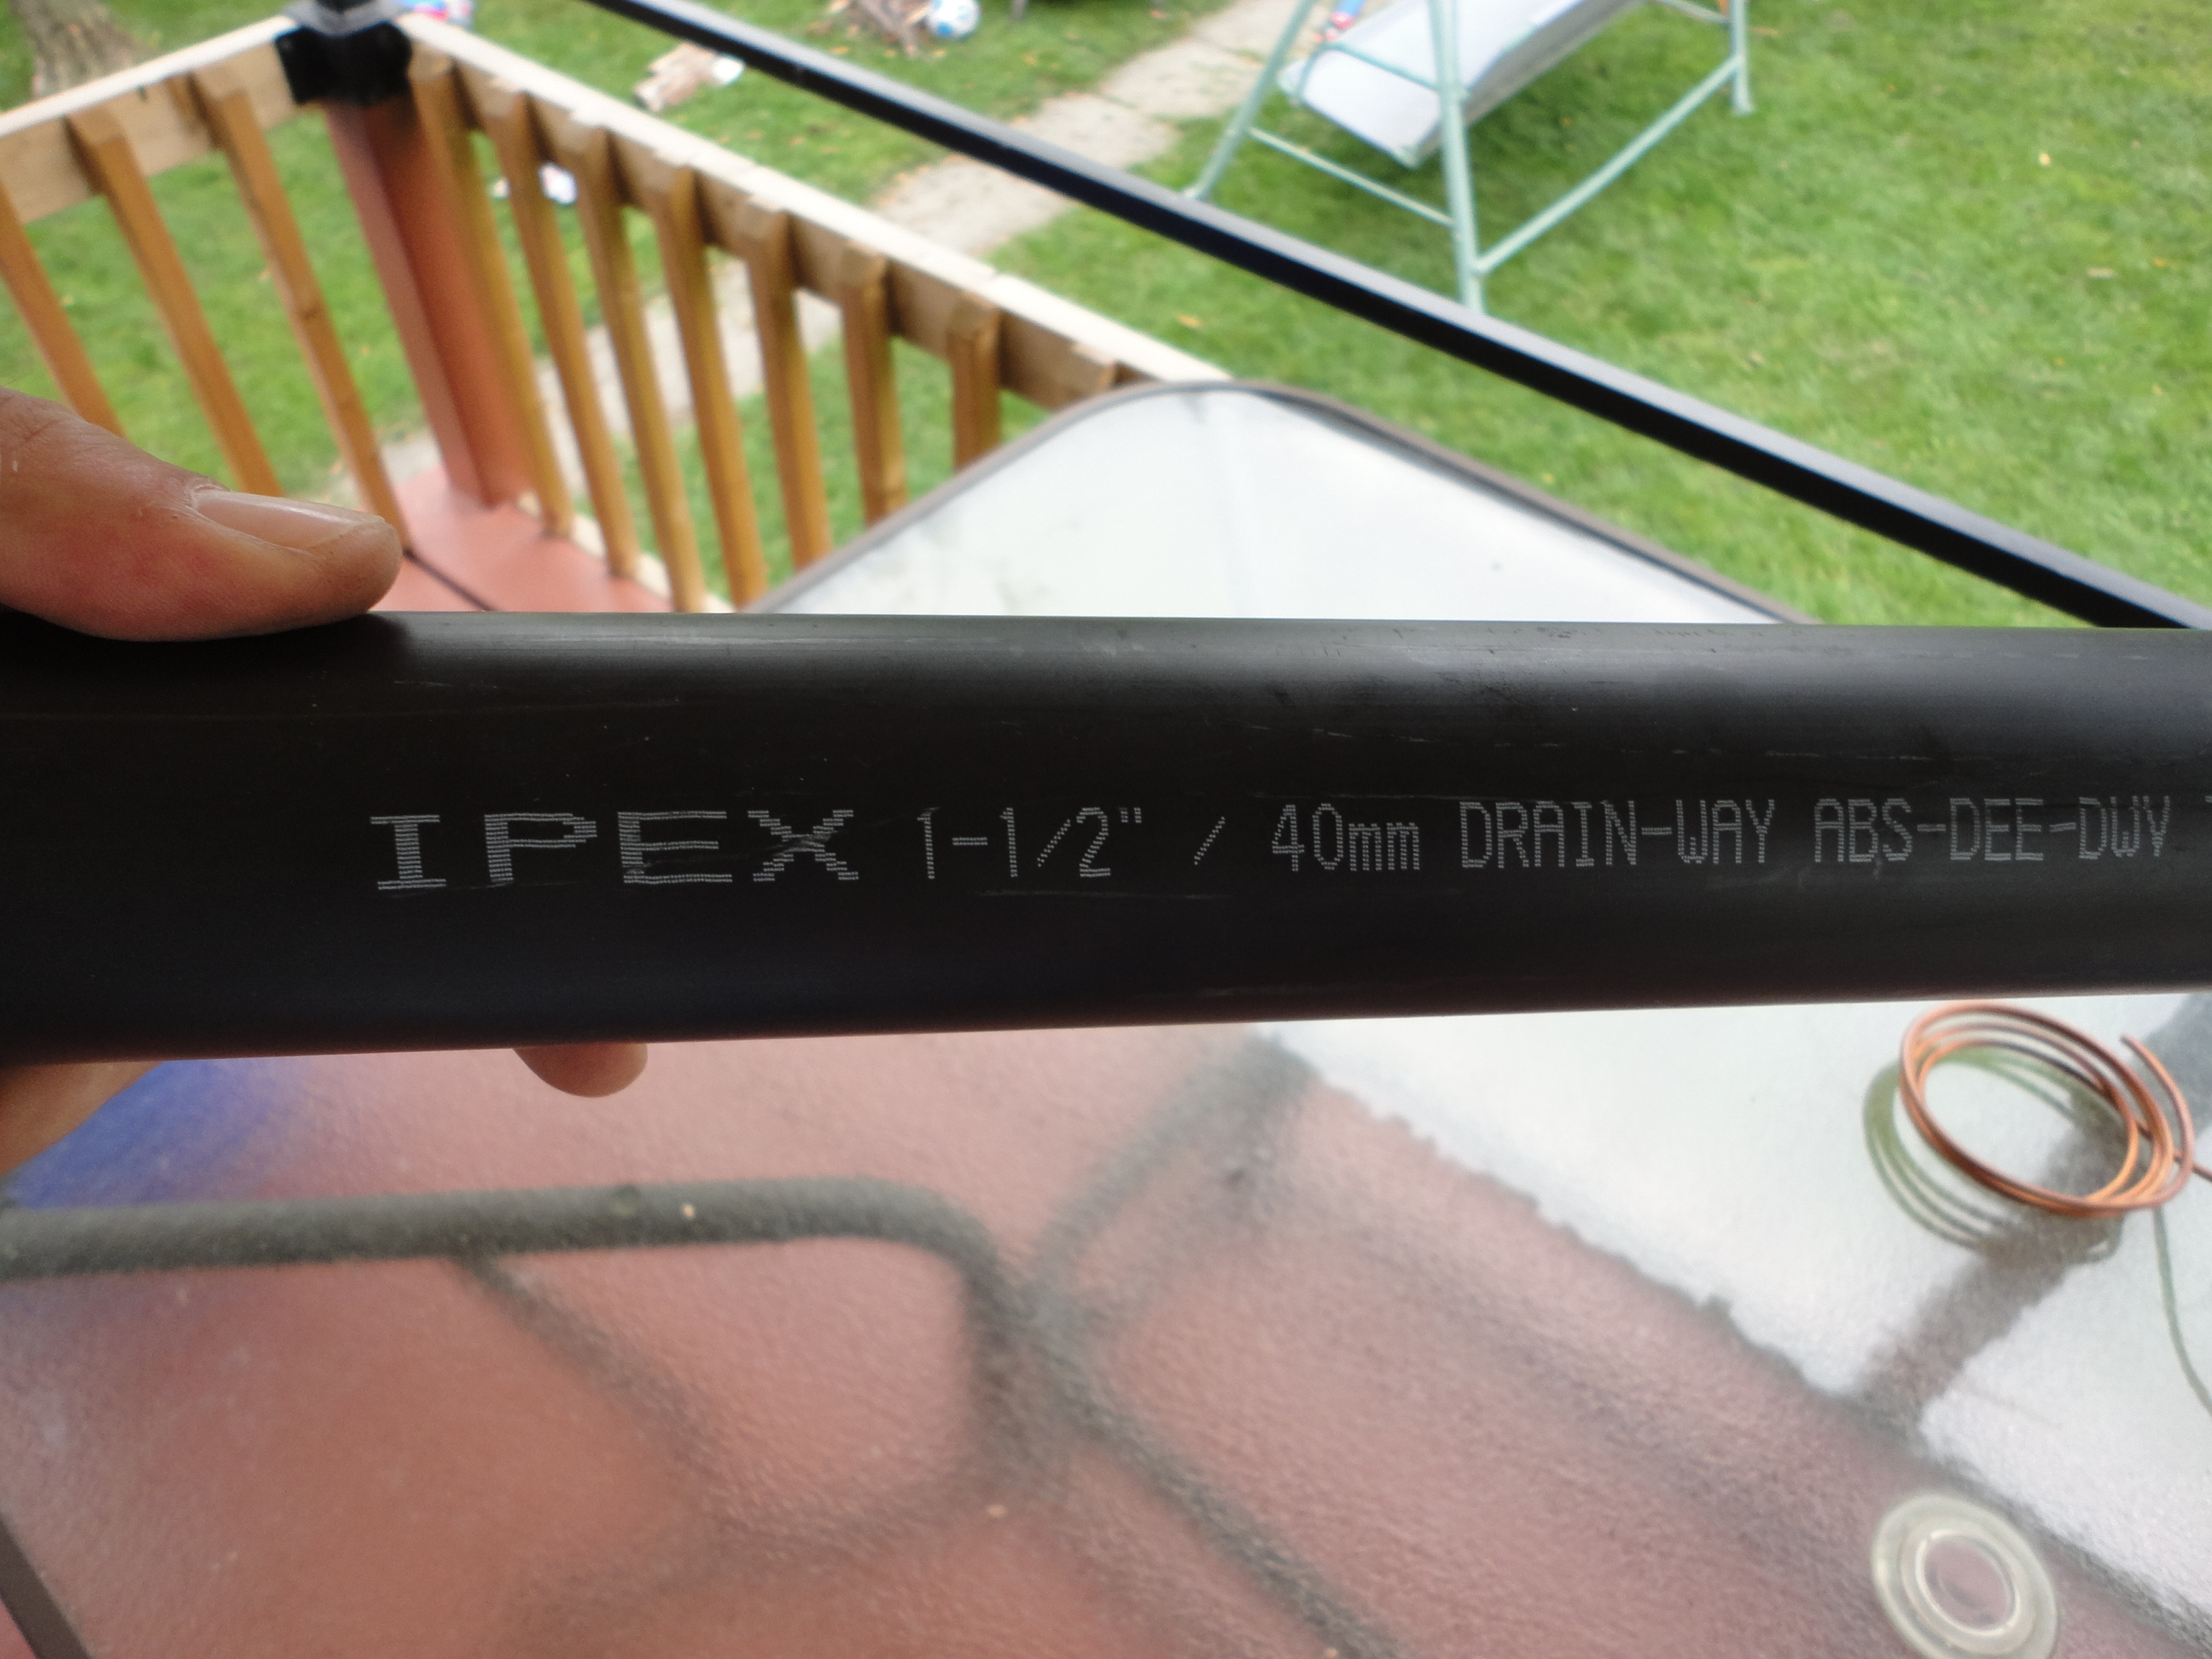 IPEX 1-1/2" / 40mm DRAIN-WAY ABS-DEE-DWV